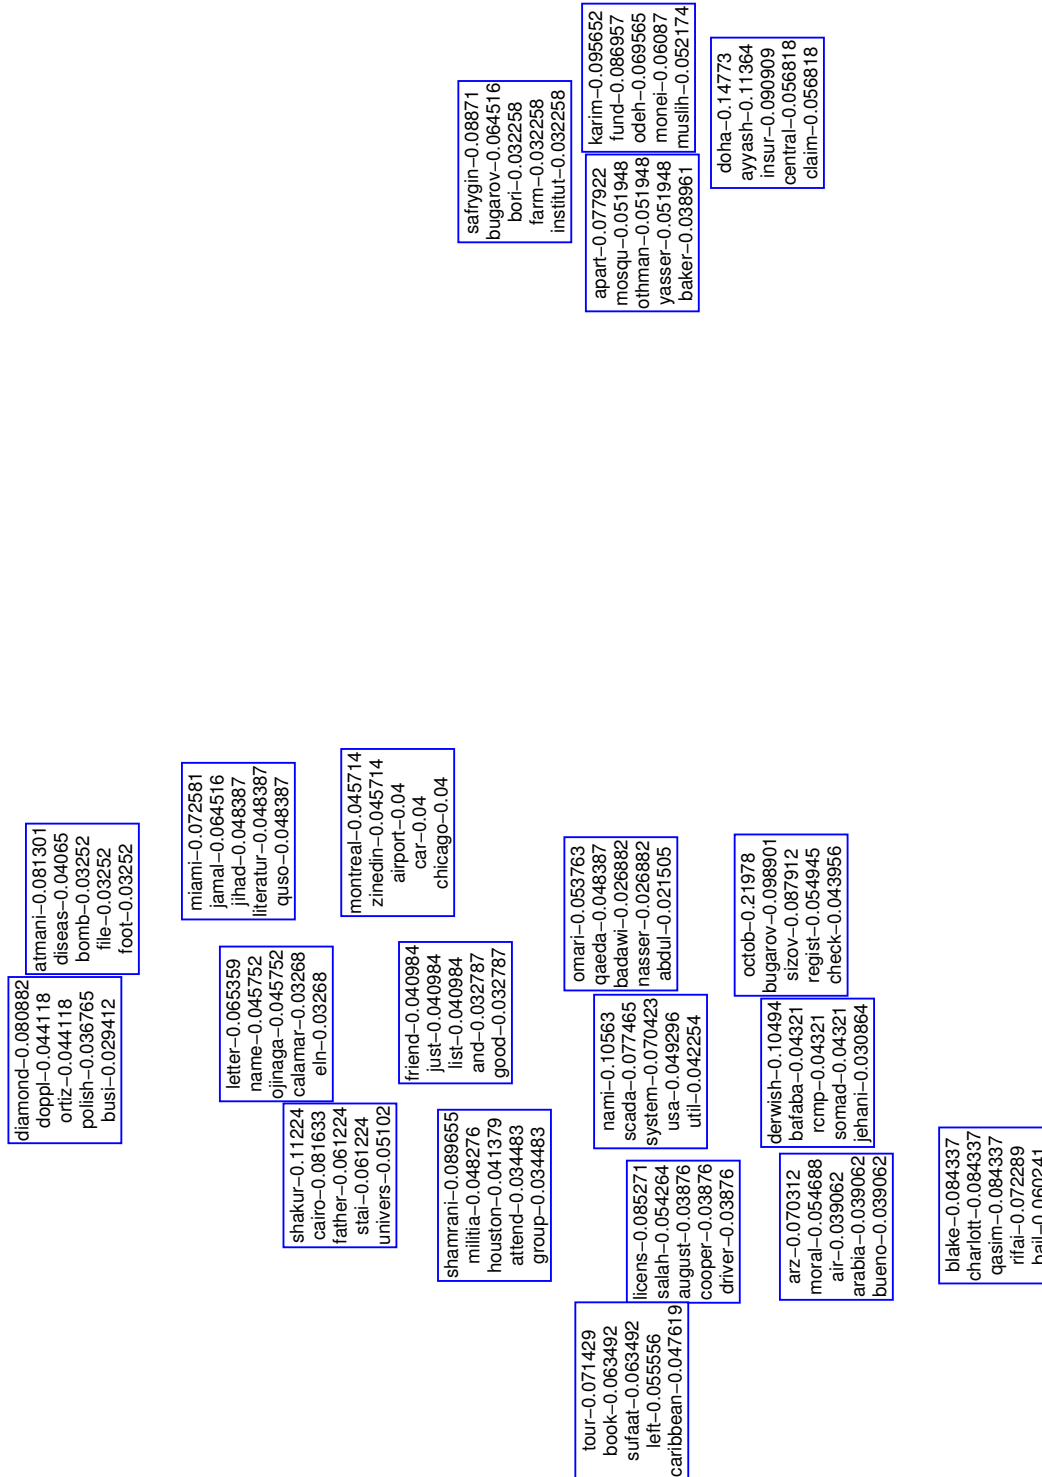 safrygin−0.08871
bugarov−0.064516
bori−0.032258
farm−0.032258
institut−0.032258
karim−0.095652
fund−0.086957
odeh−0.069565
monei−0.06087
muslih−0.052174
apart−0.077922
mosqu−0.051948
othman−0.051948
yasser−0.051948
baker−0.038961
doha−0.14773
ayyash−0.11364
insur−0.090909
central−0.056818
claim−0.056818
atmani−0.081301
diseas−0.04065
bomb−0.03252
file−0.03252
foot−0.03252
diamond−0.080882
doppl−0.044118
ortiz−0.044118
polish−0.036765
busi−0.029412
miami−0.072581
jamal−0.064516
jihad−0.048387
literatur−0.048387
quso−0.048387
montreal−0.045714
zinedin−0.045714
airport−0.04
car−0.04
chicago−0.04
letter−0.065359
name−0.045752
ojinaga−0.045752
calamar−0.03268
eln−0.03268
friend−0.040984
just−0.040984
list−0.040984
and−0.032787
good−0.032787
shakur−0.11224
cairo−0.081633
father−0.061224
stai−0.061224
univers−0.05102
shamrani−0.089655
militia−0.048276
houston−0.041379
attend−0.034483
group−0.034483
omari−0.053763
qaeda−0.048387
badawi−0.026882
nasser−0.026882
abdul−0.021505
nami−0.10563
scada−0.077465
system−0.070423
usa−0.049296
util−0.042254
octob−0.21978
bugarov−0.098901
sizov−0.087912
regist−0.054945
check−0.043956
derwish−0.10494
bafaba−0.04321
rcmp−0.04321
somad−0.04321
jehani−0.030864
licens−0.085271
salah−0.054264
august−0.03876
cooper−0.03876
driver−0.03876
arz−0.070312
moral−0.054688
air−0.039062
arabia−0.039062
bueno−0.039062
tour−0.071429
book−0.063492
sufaat−0.063492
left−0.055556
caribbean−0.047619
blake−0.084337
charlott−0.084337
qasim−0.084337
rifai−0.072289
bail−0.060241